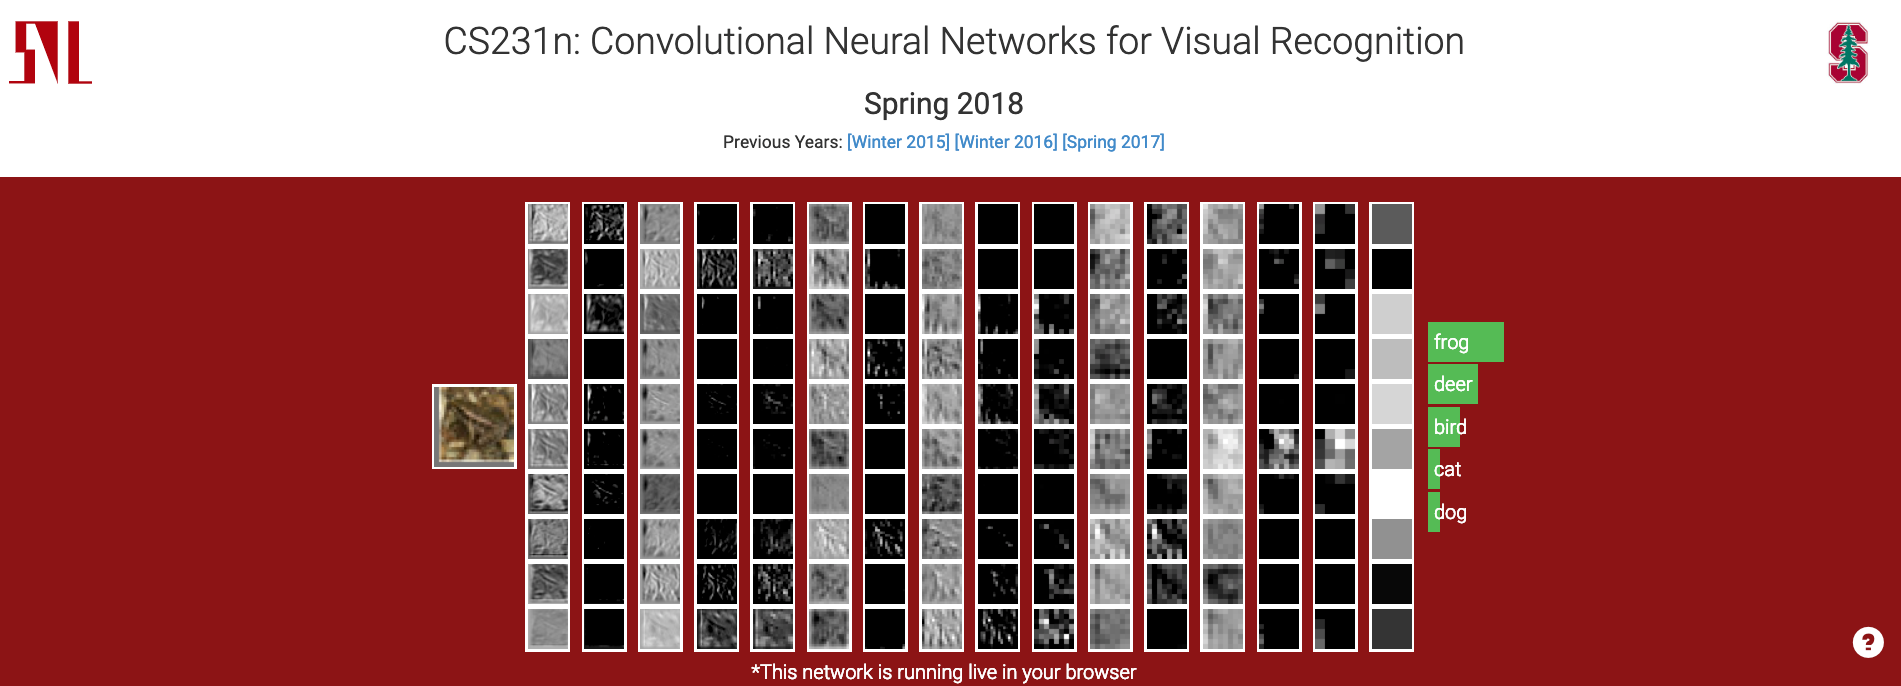 CS231n: Convolutional Neural Networks for Visual Recognition
Spring 2018
Previous Years: [Winter 2015] [Winter 2016] [Spring 2017]
frog
deer
bird
cat
dog
?
*This network is running live in your browser